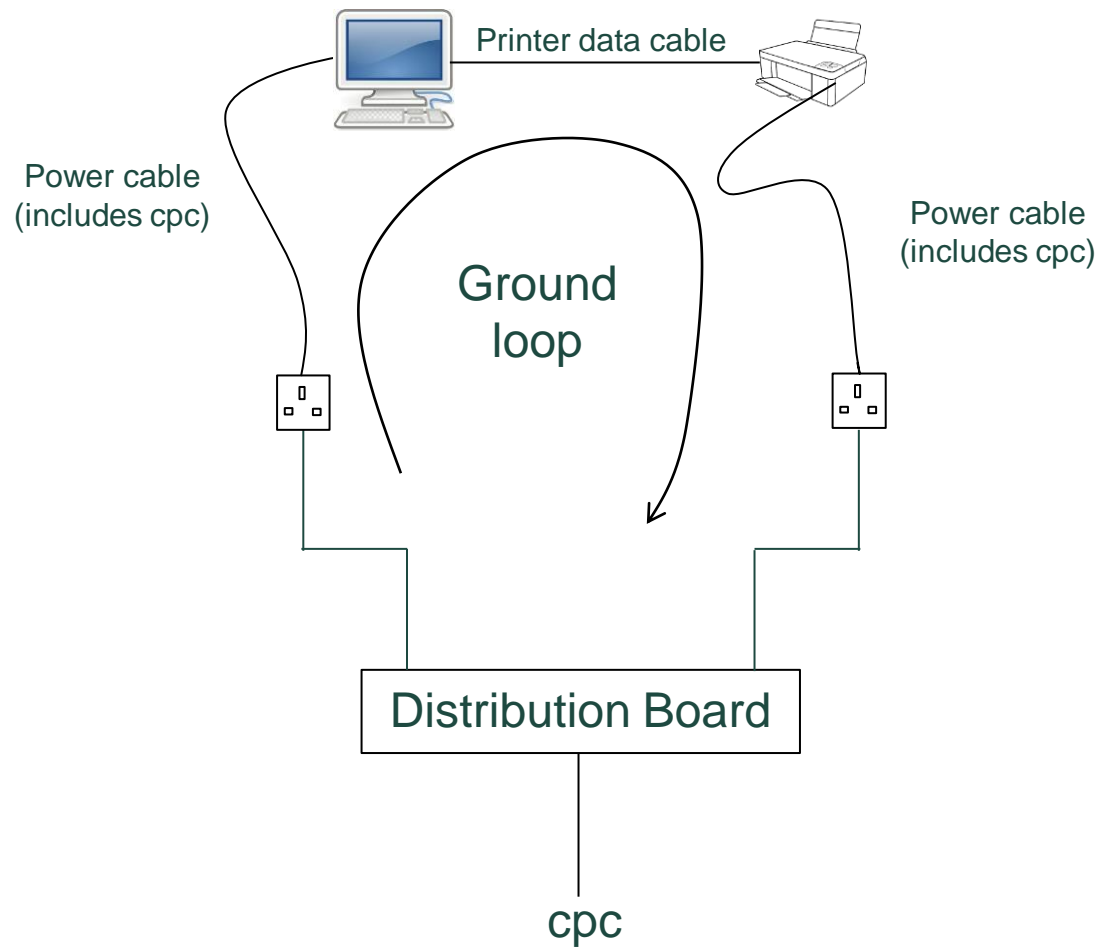 Printer data cable
Power cable
(includes cpc)
Power cable
(includes cpc)
Ground
loop
Distribution Board
cpc